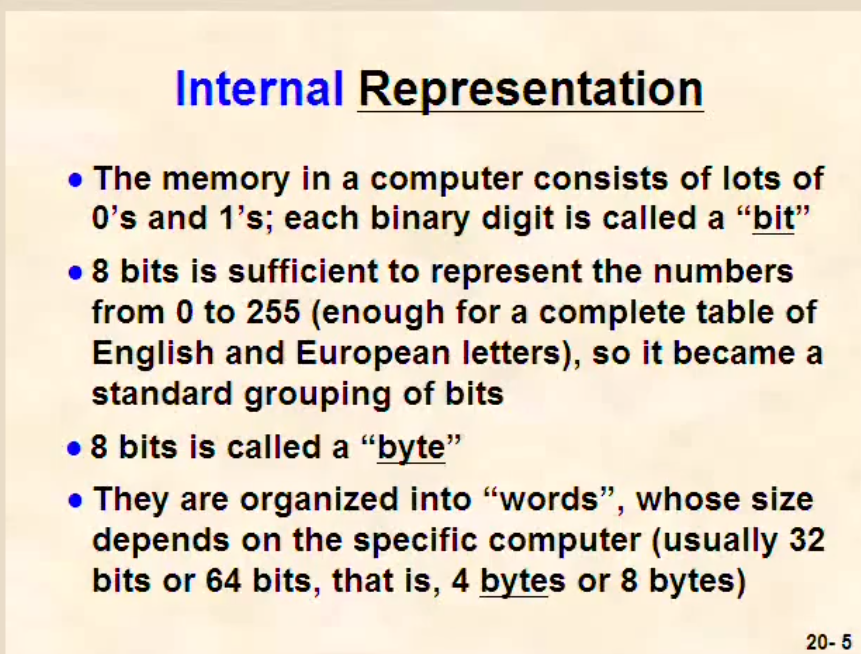 Internal Representation
• The memory in a computer consists of lots of
0's and 1's; each binary digit is called a “bit”
• 8 bits is sufficient to represent the numbers
from 0 to 255 (enough for a complete table of
English and European letters), so it became a
standard grouping of bits
• 8 bits is called a “byte”
• They are organized into “words”, whose size
depends on the specific computer (usually 32
bits or 64 bits, that is, 4 bytes or 8 bytes)
20- 5